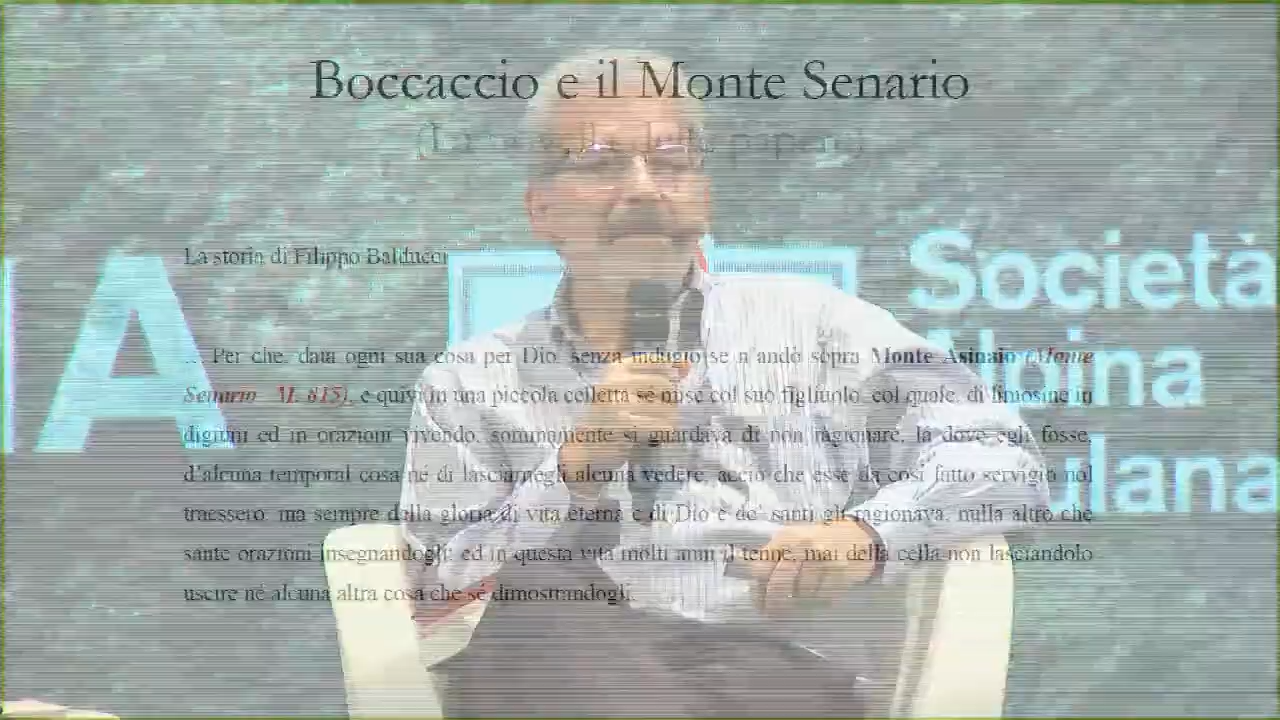 Boccaccio e il Monte Senario
(La novella delle papere)
La storia di Filippo Balducci
… Per che, data ogni sua cosa per Dio, senza indugio se n'andò sopra Monte Asinaio (Monte
Senario M. 815), e quivi in una piccola celletta se mise col suo figliuolo, col quale, di limosine in
digiuni ed in orazioni vivendo, sommamente si guardava di non ragionare, là dove egli fosse,
d'alcuna temporal cosa né di lasciarnegli alcuna vedere, acciò che esse da così fatto servigio nol
traessero: ma sempre della gloria di vita eterna e di Dio e de' santi gli ragionava, nulla altro che
sante orazioni insegnandogli: ed in questa vita molti anni il tenne, mai della cella non lasciandolo
uscire né alcuna altra cosa che sé dimostrandogli.
A
Società
Alpina
ulana